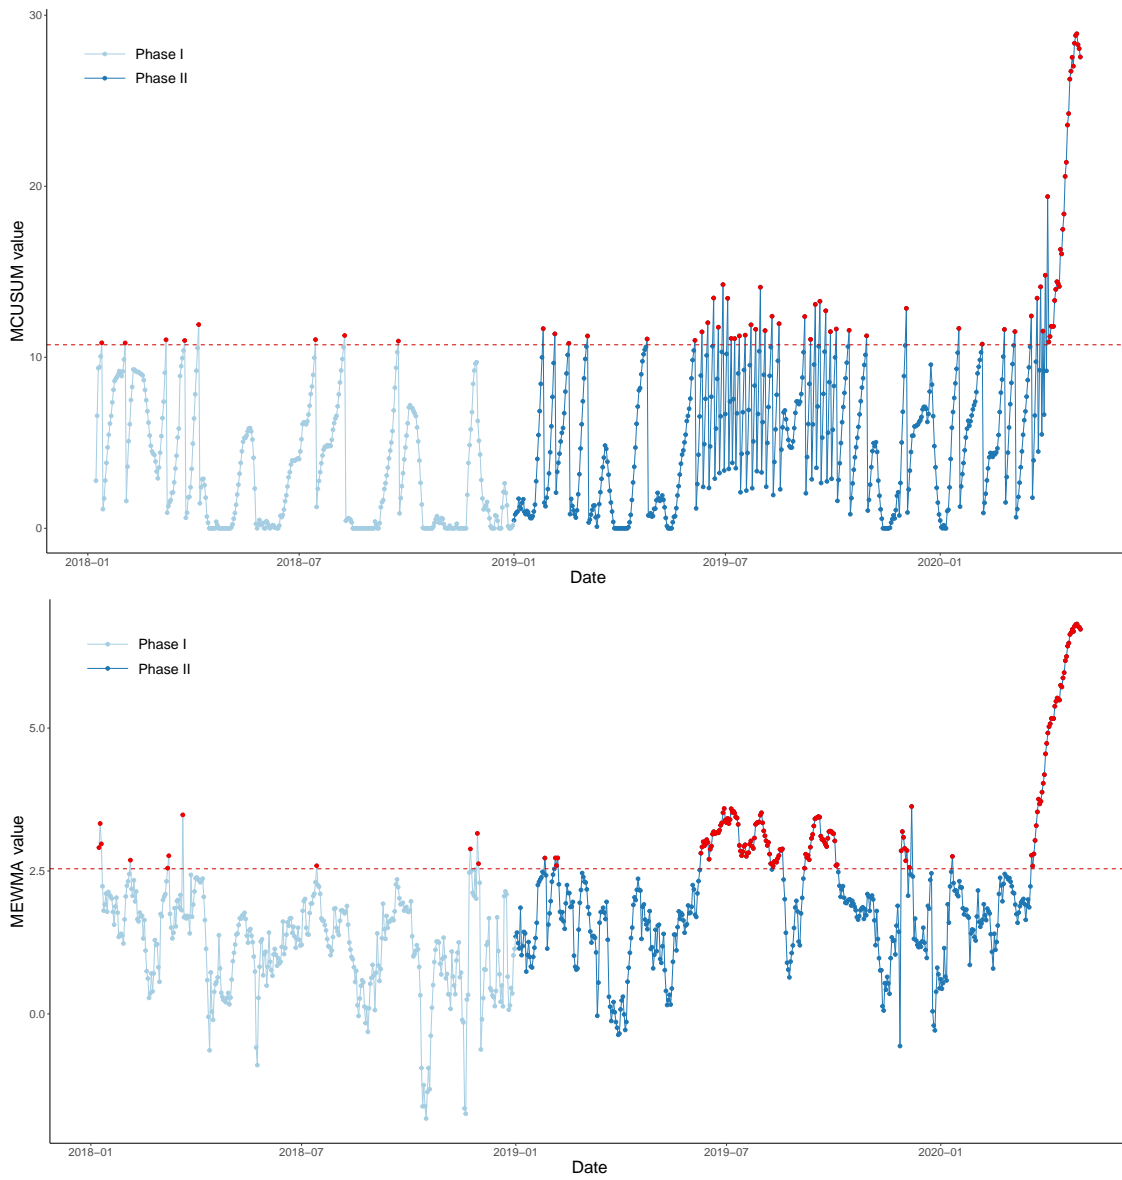 30
20
10
0
MCUSUM value
Phase I
Phase II
2018–01
2018–07
2019–01
2019–07
2020–01
Date
5.0
2.5
0.0
MEWMA value
Phase I
Phase II
2018–01
2018–07
2019–01
2019–07
2020–01
Date